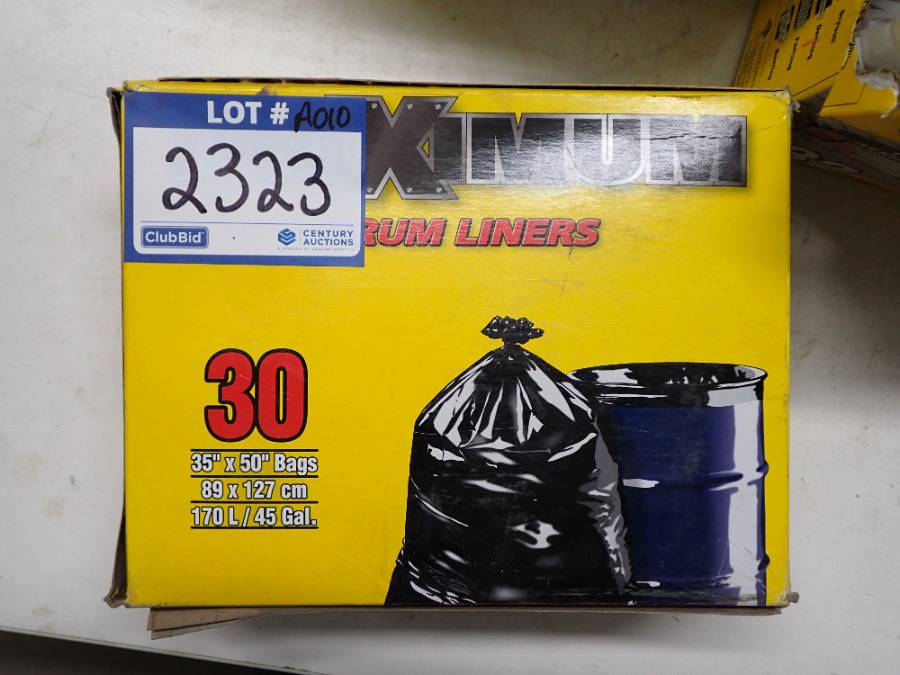 LOT # A010
2323
ClubBid
CENTURY
AUCTIONS
XIMUM
RUM LINERS
30
35" x 50" Bags
89 x 127 cm
170 L / 45 Gal.